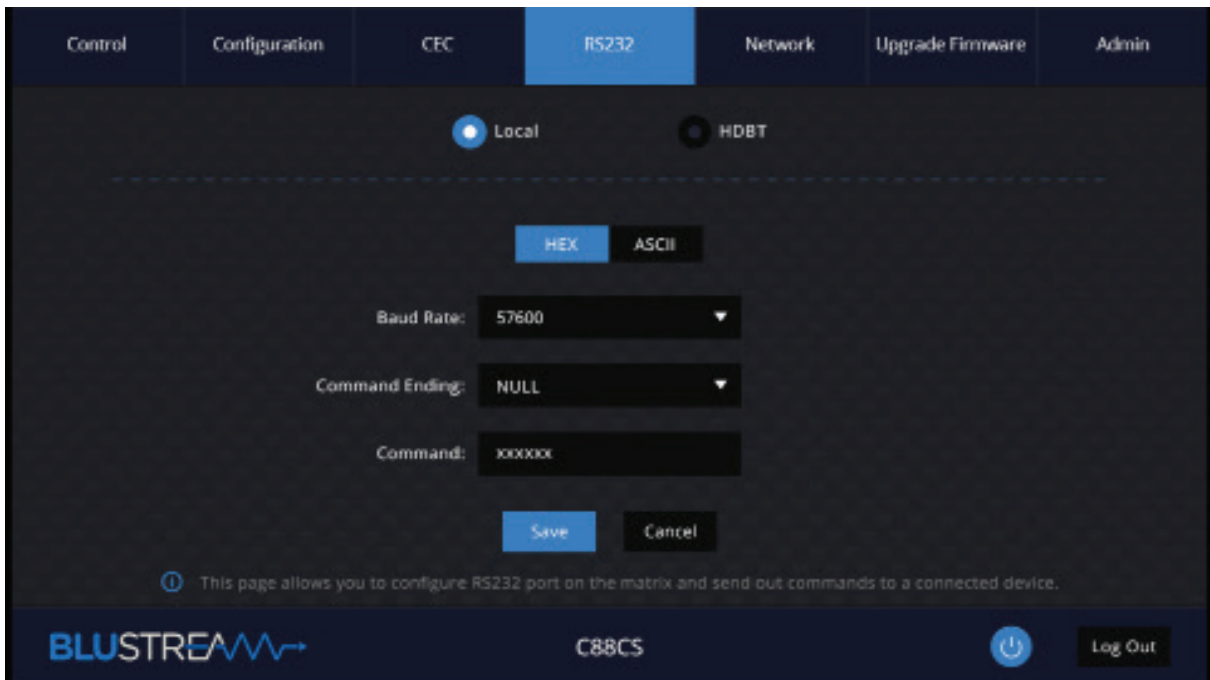 Control Configuration CEC RS232 Network Upgrade Firmware Admin
Local HDBT
HEX ASCII
Baud Rate: 57600
Command Ending: NULL
Command: xxxxxx
Save Cancel
This page allows you to configure RS232 port on the matrix and send out commands to a connected device.
BLUSTREAM C88CS Log Out